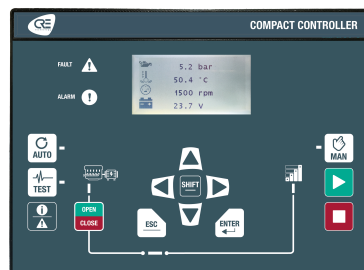 CRE
COMPACT CONTROLLER
FAULT
ALARM
5.2 bar
50.4 °C
1500 rpm
23.7 V
AUTO
MAN
TEST
SHIFT
OPEN
CLOSE
ESC
ENTER